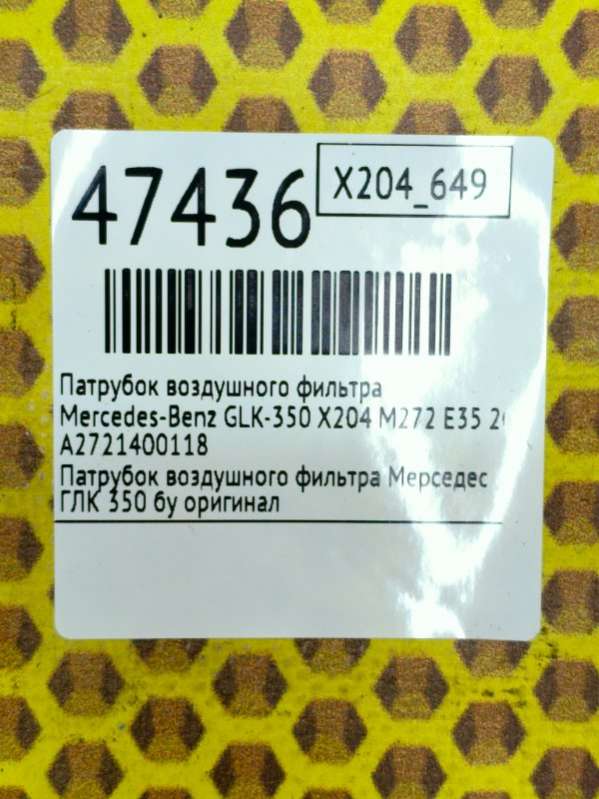 47436
X204_649
Патрубок воздушного фильтра
Mercedes-Benz GLK-350 X204 M272 E35
A2721400118
Патрубок воздушного фильтра Мерседес
ГЛК 350 бу оригинал